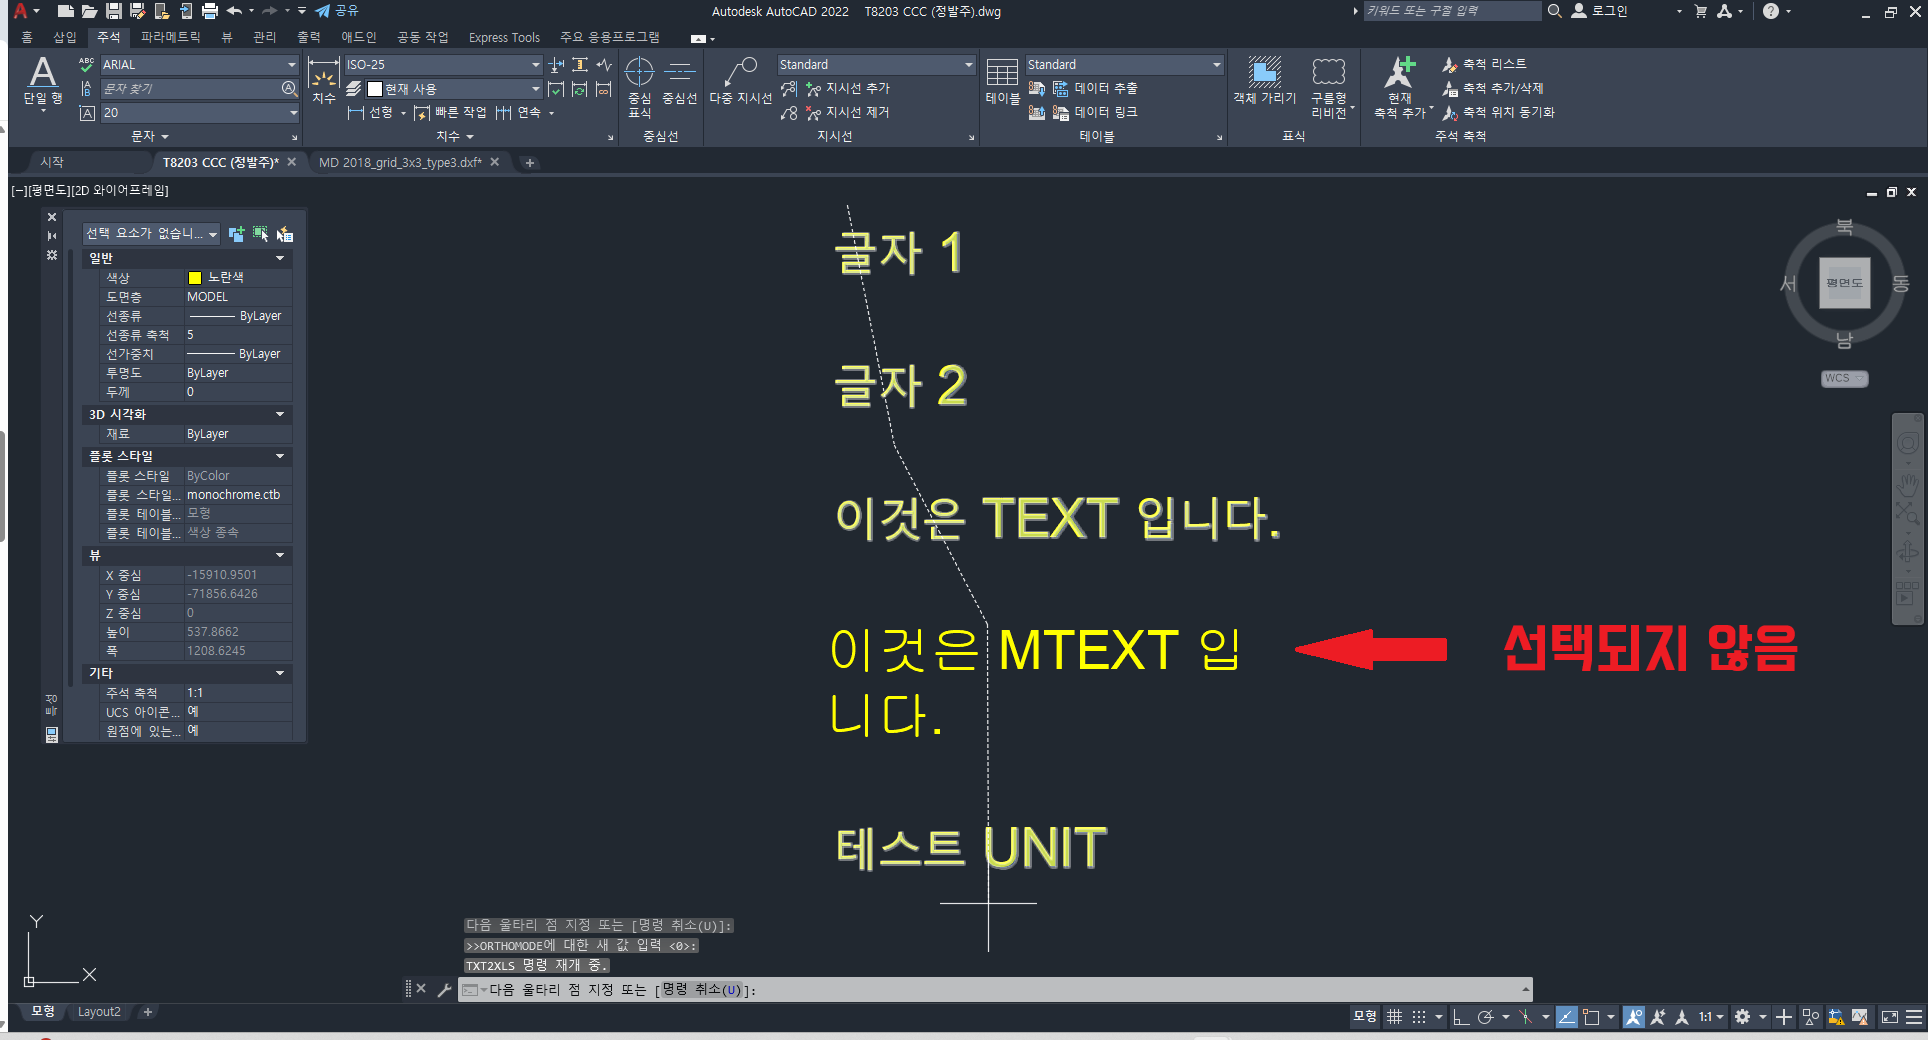 공유
Autodesk AutoCAD 2022 T8203 CCC (정발주).dwg
키워드 또는 구절 입력
로그인
홈 삽입 주석 파라메트릭 뷰 관리 출력 애드인 공동 작업 Express Tools 주요 응용프로그램
단일 행
ABC
ARIAL
문자 찾기
20
문자
치수
ISO-25
현재 사용
선형 빠른 작업 연속
치수
중심 표식
중심선
중심선
다중 지시선
Standard
지시선 추가
지시선 제거
지시선
테이블
Standard
데이터 추출
데이터 링크
테이블
객체 가리기
구름형 리비전
표식
현재 축척 추가
축척 리스트
축척 추가/삭제
축척 위치 동기화
주석 축척
시작 T8203 CCC (정발주)* MD 2018_grid_3x3_type3.dxf*
[−][평면도][2D 와이어프레임]
선택 요소가 없습니...
일반
색상 노란색
도면층 MODEL
선종류 ByLayer
선종류 축척 5
선가중치 ByLayer
투명도 ByLayer
두께 0
3D 시각화
재료 ByLayer
플롯 스타일
플롯 스타일 ByColor
플롯 스타일... monochrome.ctb
플롯 테이블... 모형
플롯 테이블... 색상 종속
뷰
X 중심 -15910.9501
Y 중심 -71856.6426
Z 중심 0
높이 537.8662
폭 1208.6245
기타
주석 축척 1:1
UCS 아이콘... 예
원점에 있는... 예
글자 1
글자 2
이것은 TEXT 입니다.
이것은 MTEXT 입
니다.
테스트 UNIT
선택되지 않음
북
서 평면도 동
남
WCS
Y
X
다음 울타리 점 지정 또는 [명령 취소(U)]:
>>ORTHOMODE에 대한 새 값 입력 <0>:
TXT2XLS 명령 재개 중.
다음 울타리 점 지정 또는 [명령 취소(U)]:
모형 Layout2
모형 1:1